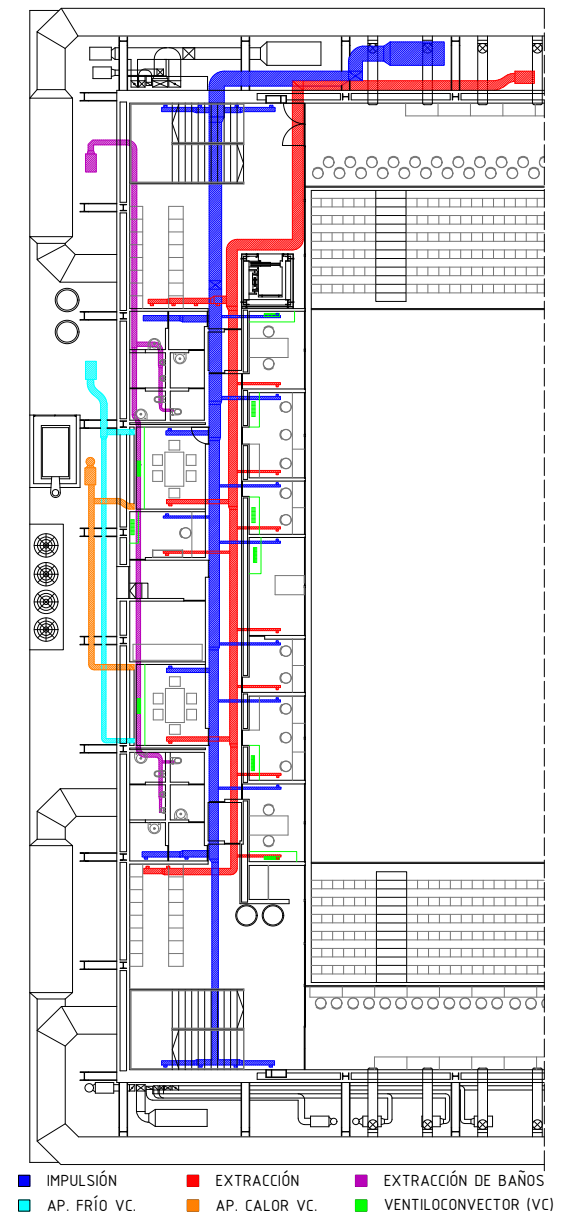 IMPULSIÓN EXTRACCIÓN EXTRACCIÓN DE BAÑOS
AP. FRÍO VC. AP. CALOR VC. VENTILOCONVECTOR (VC)